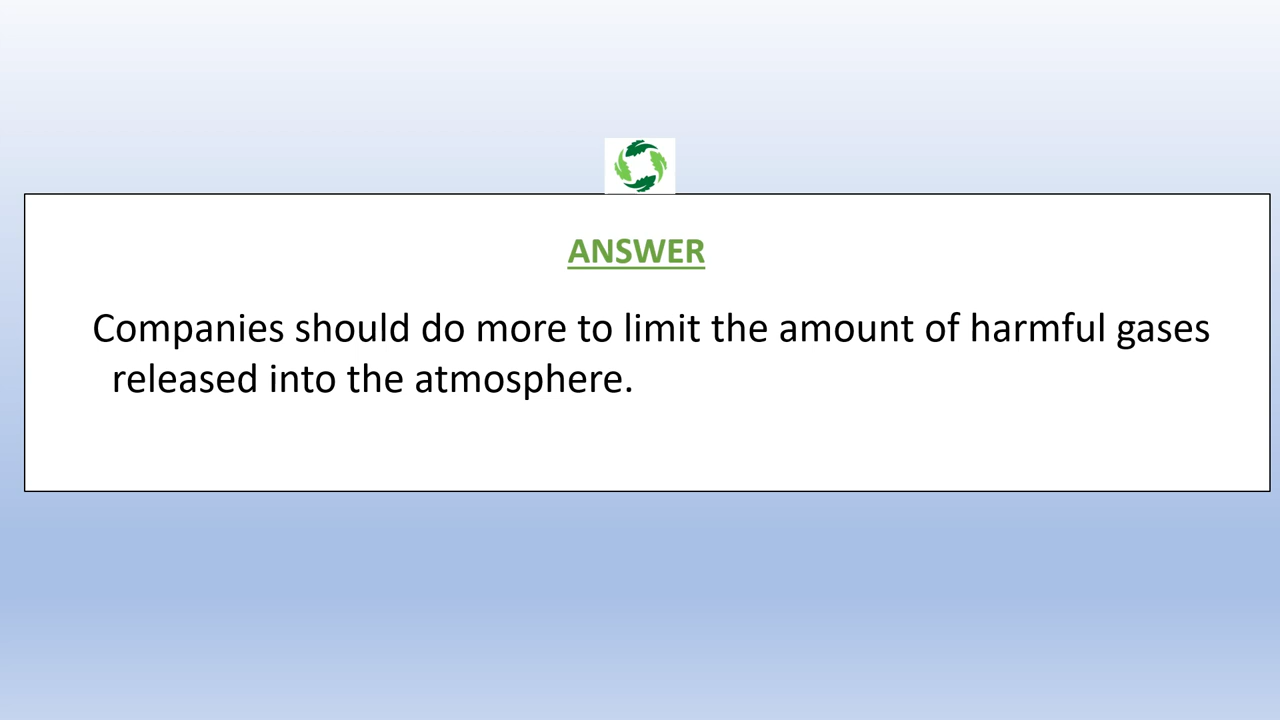 ANSWER
Companies should do more to limit the amount of harmful gases
released into the atmosphere.